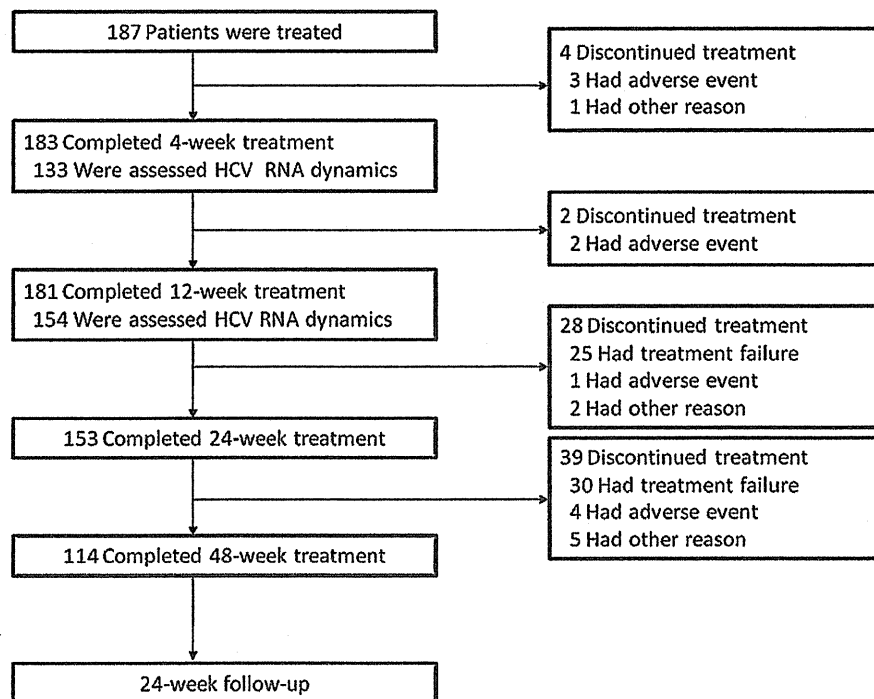 187 Patients were treated
4 Discontinued treatment
3 Had adverse event
1 Had other reason
183 Completed 4-week treatment
133 Were assessed HCV RNA dynamics
2 Discontinued treatment
2 Had adverse event
181 Completed 12-week treatment
154 Were assessed HCV RNA dynamics
28 Discontinued treatment
25 Had treatment failure
1 Had adverse event
2 Had other reason
153 Completed 24-week treatment
39 Discontinued treatment
30 Had treatment failure
4 Had adverse event
5 Had other reason
114 Completed 48-week treatment
24-week follow-up